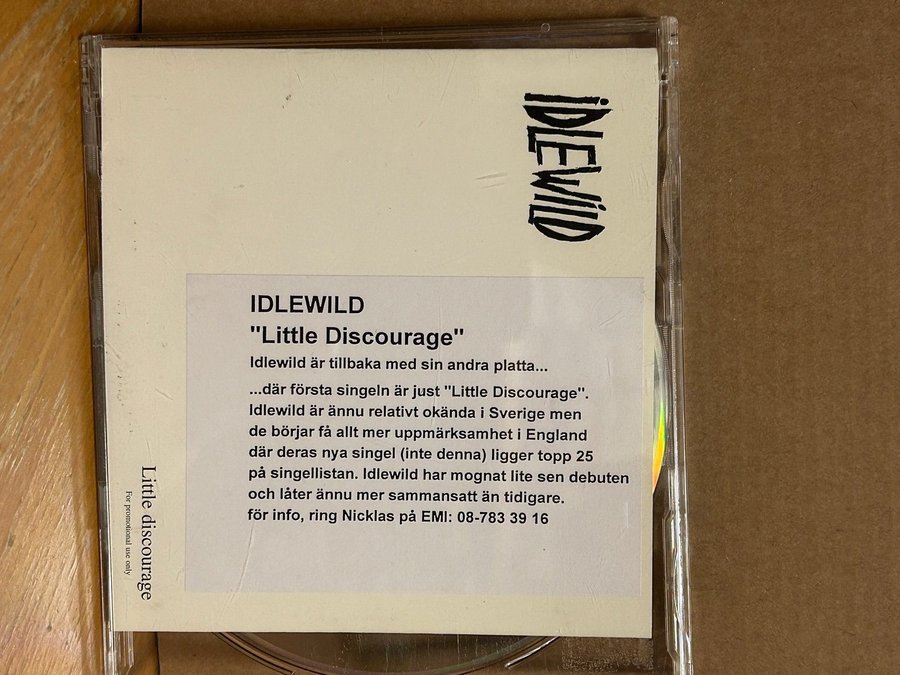 IDLEWILD
IDLEWILD
"Little Discourage"
Idlewild är tillbaka med sin andra platta...
...där första singeln är just "Little Discourage".
Idlewild är ännu relativt okända i Sverige men
de börjar få allt mer uppmärksamhet i England
där deras nya singel (inte denna) ligger topp 25
på singellistan. Idlewild har mognat lite sen debuten
och låter ännu mer sammansatt än tidigare.
för info, ring Nicklas på EMI: 08-783 39 16
Little discourage
For promotional use only